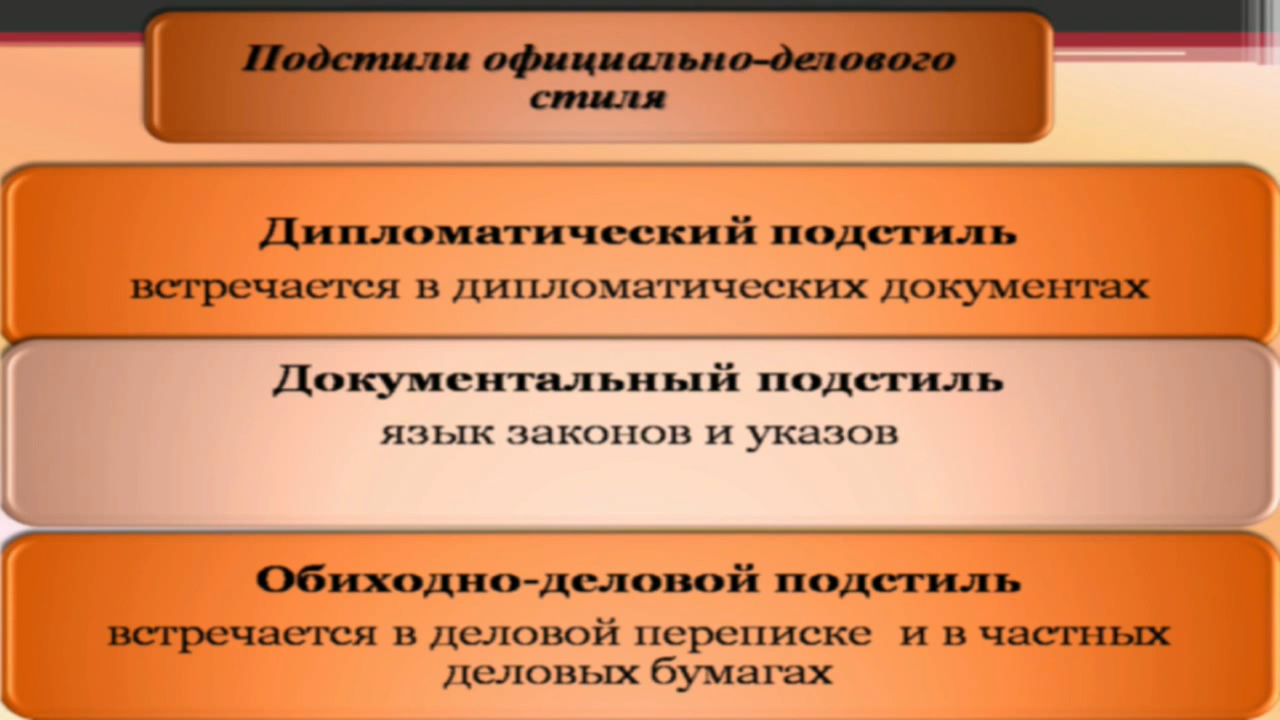 Подстили официально-делового
стиля
Дипломатический подстиль
встречается в дипломатических документах
Документальный подстиль
язык законов и указов
Обиходно-деловой подстиль
встречается в деловой переписке и в частных
деловых бумагах